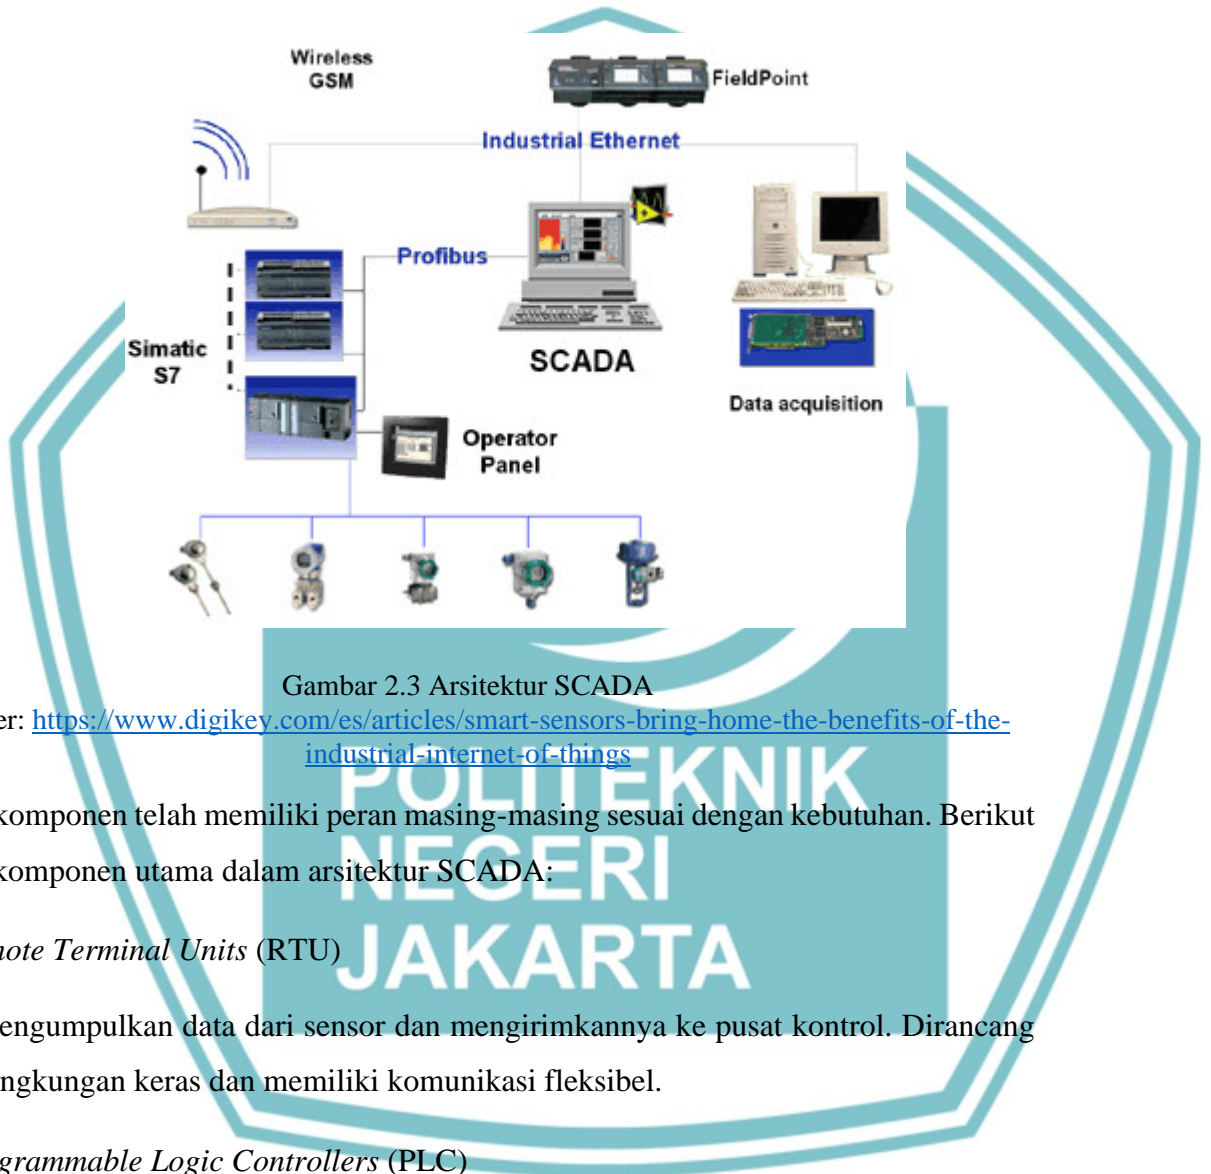 Wireless
GSM
FieldPoint
Industrial Ethernet
Profibus
Simatic
S7
SCADA
Data acquisition
Operator
Panel
Gambar 2.3 Arsitektur SCADA
er: https://www.digikey.com/es/articles/smart-sensors-bring-home-the-benefits-of-the-
industrial-internet-of-things
POLITEKNIK
NEGERI
JAKARTA
komponen telah memiliki peran masing-masing sesuai dengan kebutuhan. Berikut
komponen utama dalam arsitektur SCADA:
note Terminal Units (RTU)
engumpulkan data dari sensor dan mengirimkannya ke pusat kontrol. Dirancang
ngkungan keras dan memiliki komunikasi fleksibel.
grammable Logic Controllers (PLC)